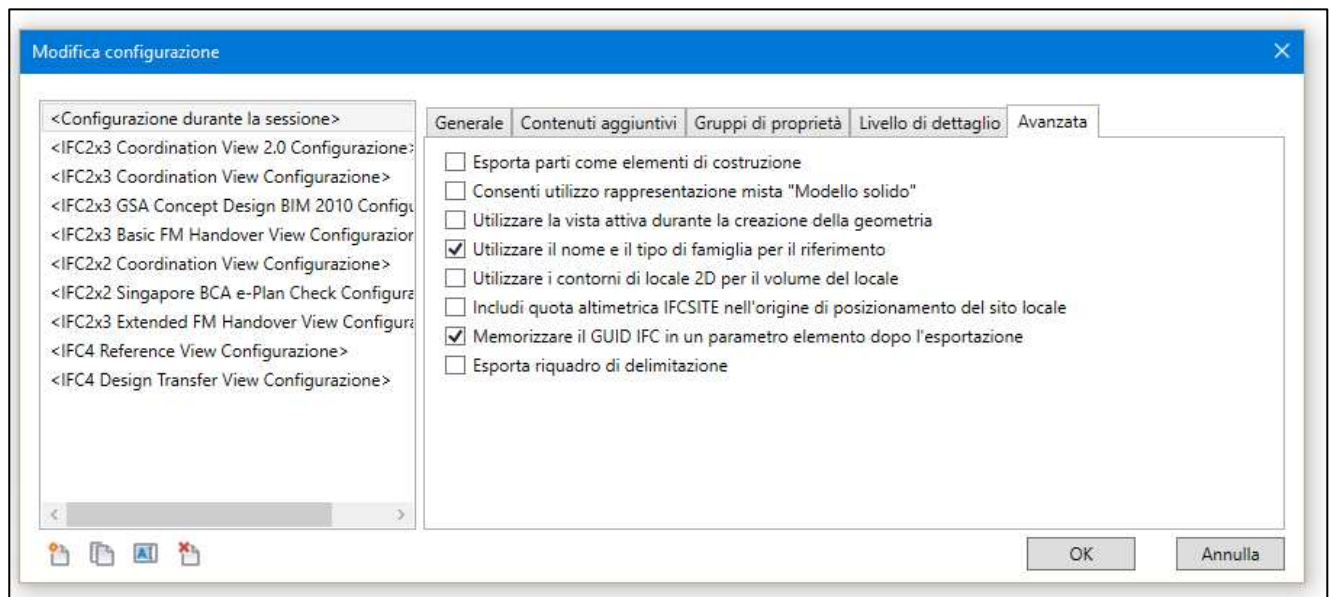 Modifica configurazione
<Configurazione durante la sessione>
<IFC2x3 Coordination View 2.0 Configurazione>
<IFC2x3 Coordination View Configurazione>
<IFC2x3 GSA Concept Design BIM 2010 Configu
<IFC2x3 Basic FM Handover View Configurazior
<IFC2x2 Coordination View Configurazione>
<IFC2x2 Singapore BCA e-Plan Check Configura
<IFC2x3 Extended FM Handover View Configura
<IFC4 Reference View Configurazione>
<IFC4 Design Transfer View Configurazione>
Generale Contenuti aggiuntivi Gruppi di proprietà Livello di dettaglio Avanzata
Esporta parti come elementi di costruzione
Consenti utilizzo rappresentazione mista "Modello solido"
Utilizzare la vista attiva durante la creazione della geometria
Utilizzare il nome e il tipo di famiglia per il riferimento
Utilizzare i contorni di locale 2D per il volume del locale
Includi quota altimetrica IFCSITE nell'origine di posizionamento del sito locale
Memorizzare il GUID IFC in un parametro elemento dopo l'esportazione
Esporta riquadro di delimitazione
OK Annulla